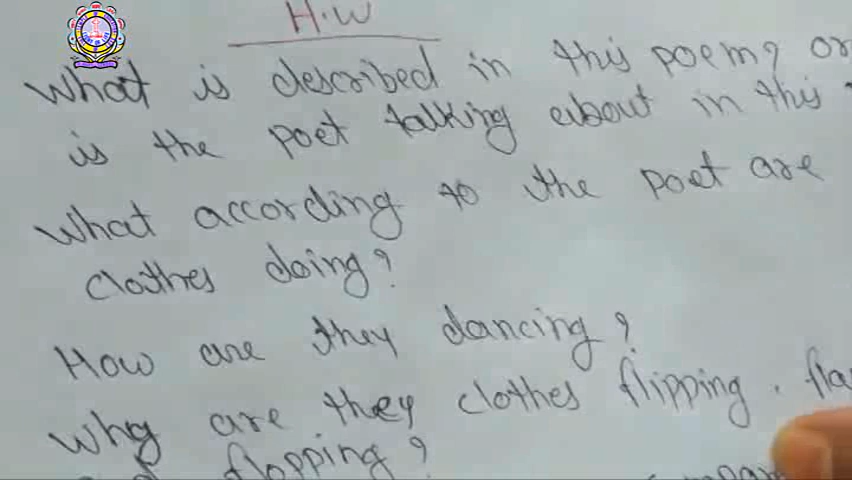 H.W
What is described in this poem? or
is the poet talking about in this
What according to the poet are
clothes doing?
How are they dancing?
Why are they clothes flipping, fla
flopping?